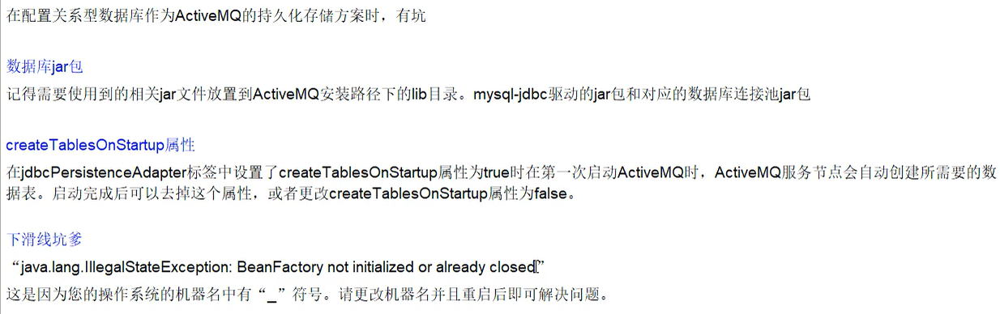 在配置关系型数据库作为ActiveMQ的持久化存储方案时，有坑
数据库jar包
记得需要使用到的相关jar文件放置到ActiveMQ安装路径下的lib目录。mysql-jdbc驱动的jar包和对应的数据库连接池jar包
createTablesOnStartup属性
在jdbcPersistenceAdapter标签中设置了createTablesOnStartup属性为true时在第一次启动ActiveMQ时，ActiveMQ服务节点会自动创建所需要的数
据表。启动完成后可以去掉这个属性，或者更改createTablesOnStartup属性为false。
下滑线坑爹
“java.lang.IllegalStateException: BeanFactory not initialized or already closed”
这是因为您的操作系统的机器名中有“_”符号。请更改机器名并且重启后即可解决问题。